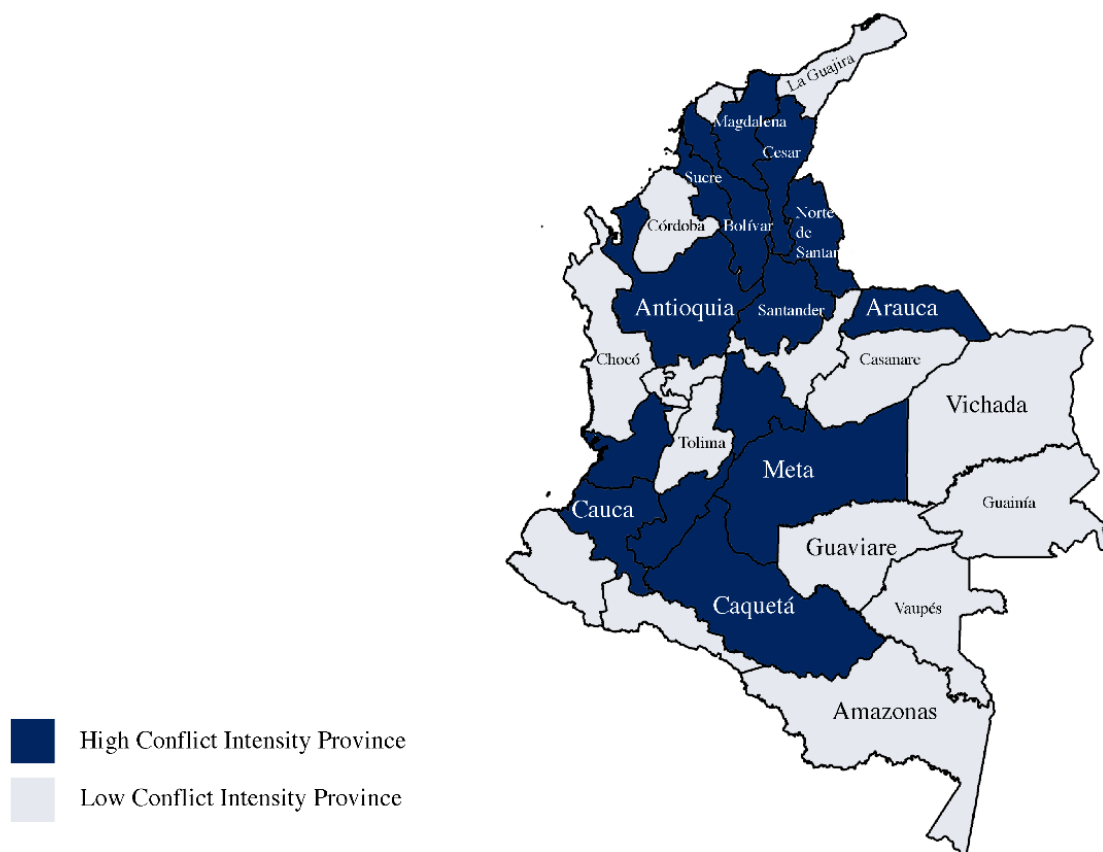 La Guajira
Magdalena
Cesar
Sucre
Norte
de
Santan
Córdoba
Bolívar
Antioquia
Santander
Arauca
Chocó
Casanare
Vichada
Tolima
Meta
Cauca
Guainía
Guaviare
Caquetá
Vaupés
Amazonas
High Conflict Intensity Province
Low Conflict Intensity Province